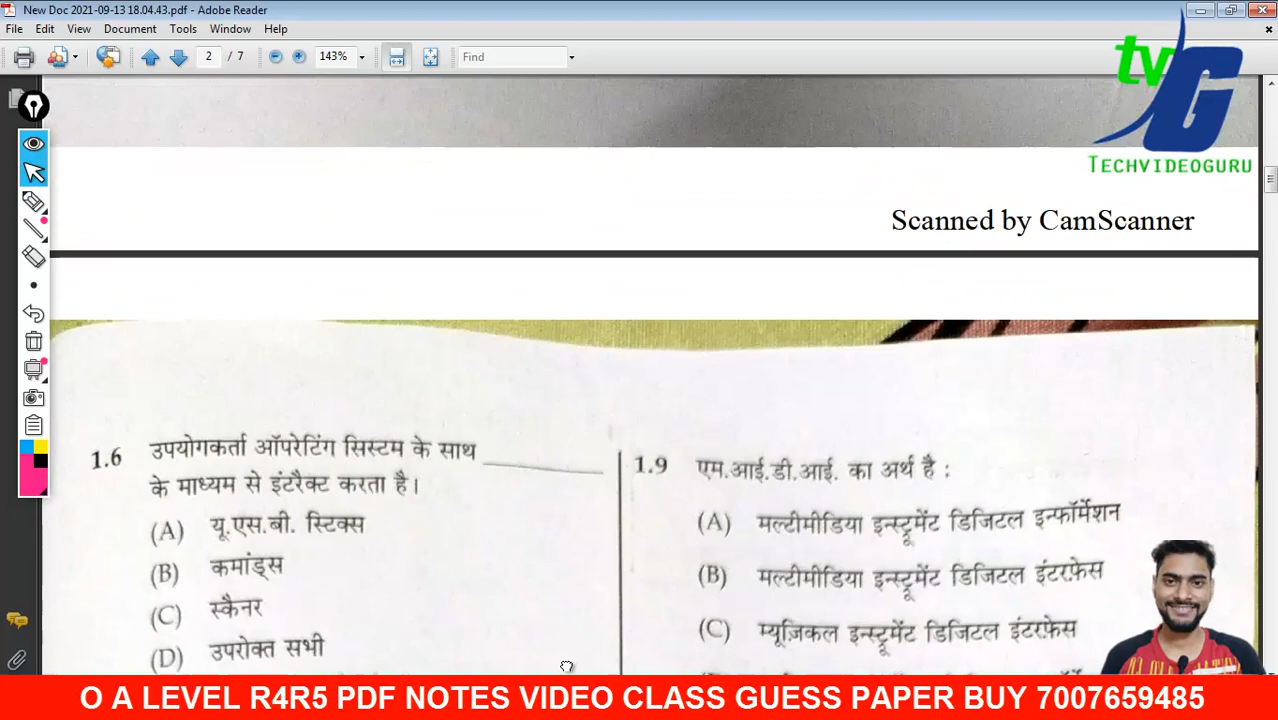 New Doc 2021-09-13 18.04.43.pdf - Adobe Reader
File Edit View Document Tools Window Help
2 / 7 143% Find
tv G
TECHVIDEOGURU
Scanned by CamScanner
1.6 उपयोगकर्ता ऑपरेटिंग सिस्टम के साथ ________
के माध्यम से इंटरैक्ट करता है।
(A) यू.एस.बी. स्टिक्स
(B) कमांड्स
(C) स्कैनर
(D) उपरोक्त सभी
1.9 एम.आई.डी.आई. का अर्थ है :
(A) मल्टीमीडिया इन्स्ट्रूमेंट डिजिटल इन्फॉर्मेशन
(B) मल्टीमीडिया इन्स्ट्रूमेंट डिजिटल इंटरफ़ेस
(C) म्यूज़िकल इन्स्ट्रूमेंट डिजिटल इंटरफ़ेस
O A LEVEL R4R5 PDF NOTES VIDEO CLASS GUESS PAPER BUY 7007659485